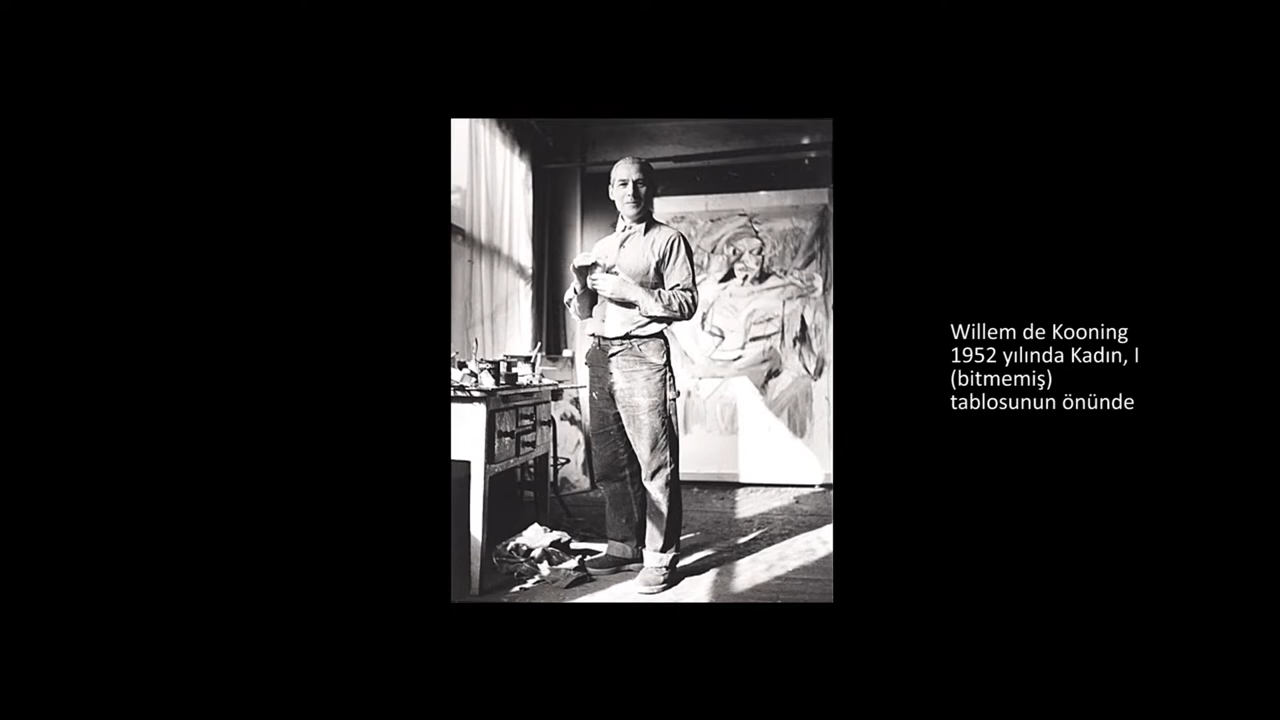 Willem de Kooning
1952 yılında Kadın, I
(bitmemiş)
tablosunun önünde